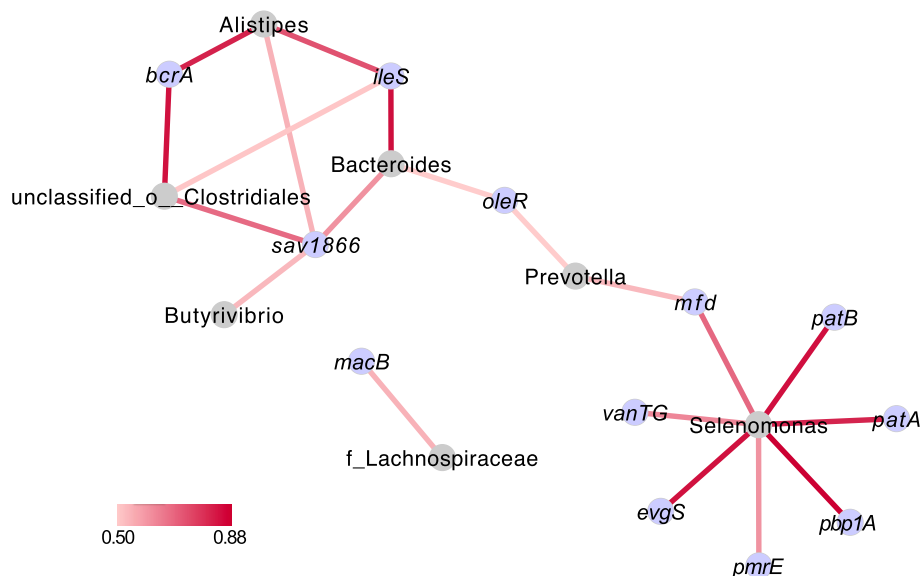 Alistipes
bcrA
ileS
Bacteroides
unclassified_o__Clostridiales
oleR
sav1866
Prevotella
mfd
Butyrivibrio
patB
macB
vanTG
Selenomonas
patA
f_Lachnospiraceae
evgS
pbp1A
0.50
0.88
pmrE